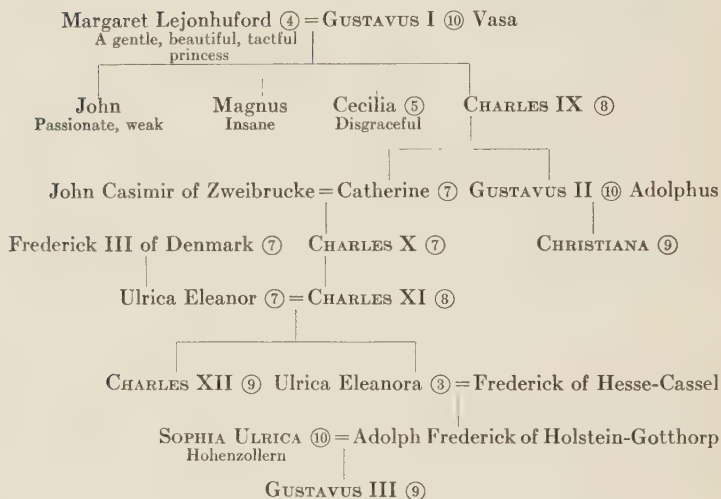 Margaret Lejonhuford ④ = GUSTAVUS I ⑩ Vasa
A gentle, beautiful, tactful
princess
John Magnus Cecilia ⑤ CHARLES IX ⑧
Passionate, weak Insane Disgraceful
John Casimir of Zweibrucke = Catherine ⑦ GUSTAVUS II ⑩ Adolphus
Frederick III of Denmark ⑦ CHARLES X ⑦ CHRISTIANA ⑨
Ulrica Eleanor ⑦ = CHARLES XI ⑧
CHARLES XII ⑨ Ulrica Eleanora ③ = Frederick of Hesse-Cassel
SOPHIA ULRICA ⑩ = Adolph Frederick of Holstein-Gotthorp
Hohenzollern
GUSTAVUS III ⑨